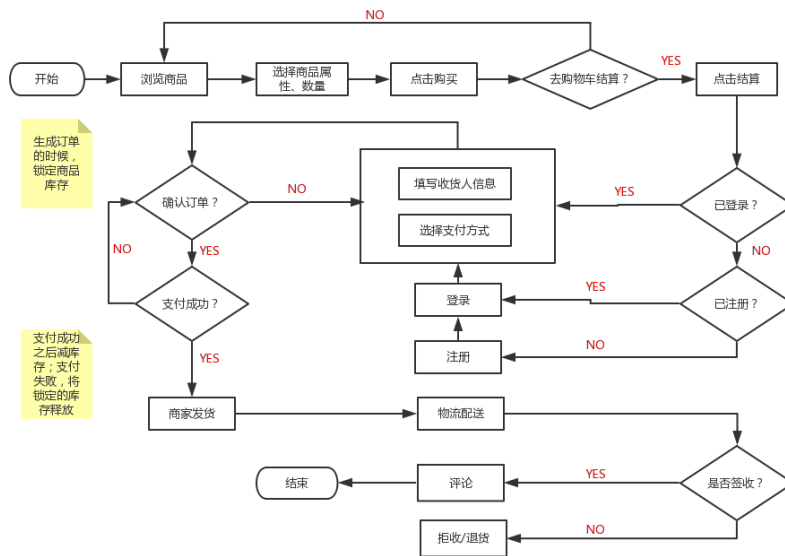 NO
开始
浏览商品
选择商品属
性、数量
点击购买
去购物车结算？
YES
点击结算
生成订单
的时候，
锁定商品
库存
确认订单？
NO
填写收货人信息
选择支付方式
YES
已登录？
NO
YES
NO
支付成功？
登录
YES
已注册？
支付成功
之后减库
存；支付
失败，将
锁定的库
存释放
YES
注册
NO
商家发货
物流配送
结束
评论
YES
是否签收？
拒收/退货
NO